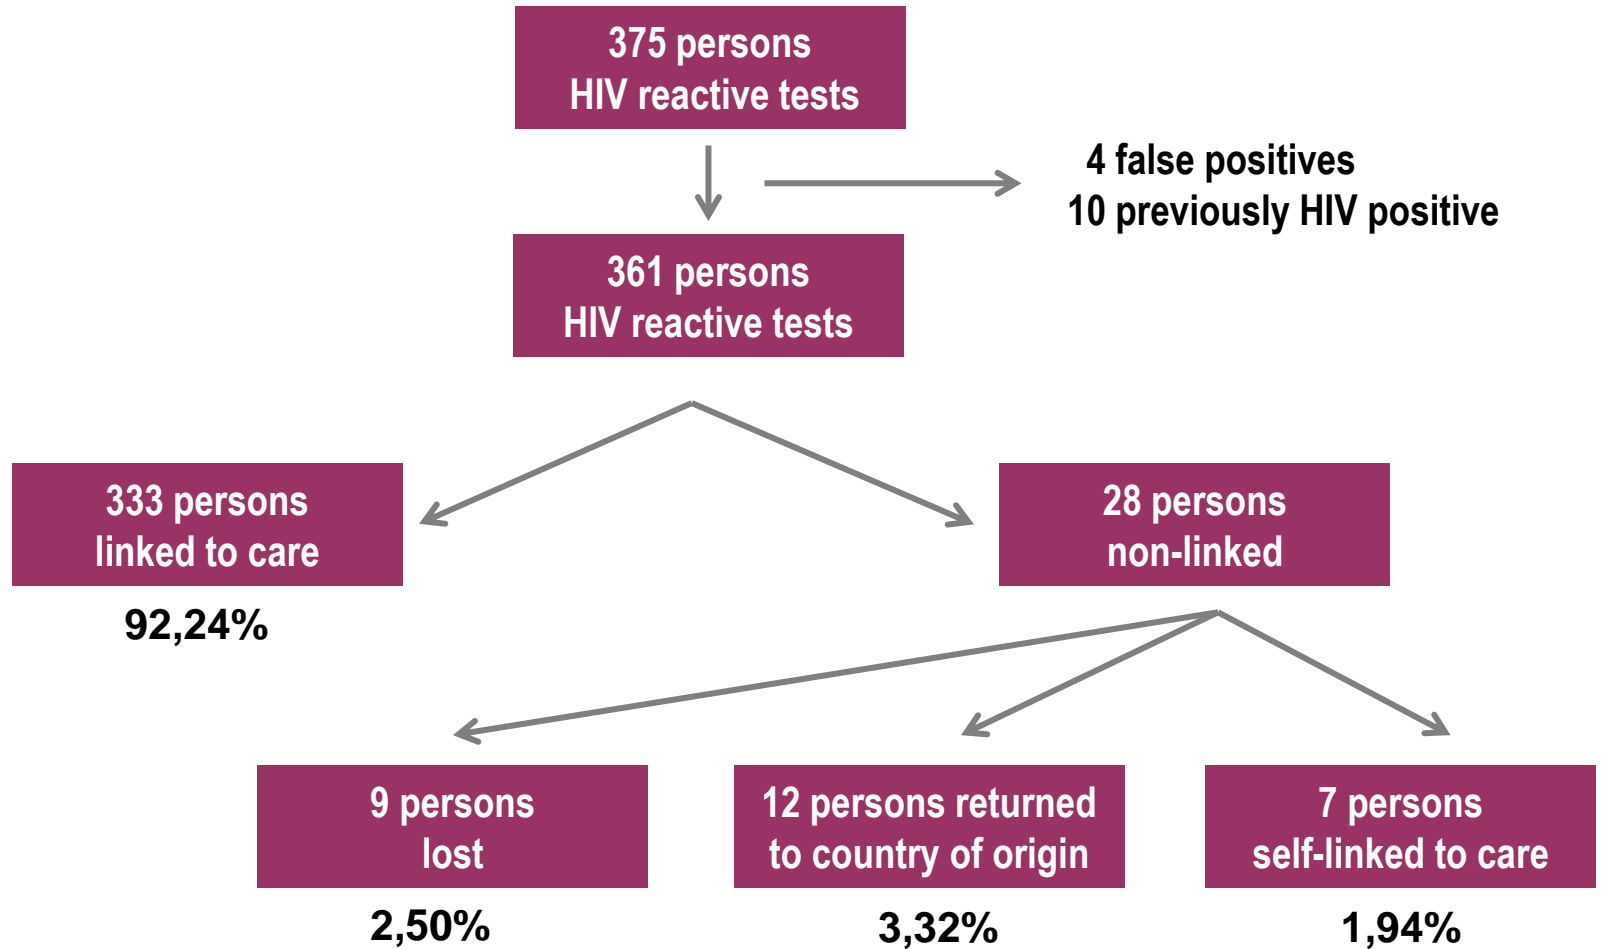 375 persons
HIV reactive tests
4 false positives
10 previously HIV positive
361 persons
HIV reactive tests
333 persons
linked to care
92,24%
28 persons
non-linked
9 persons
lost
2,50%
12 persons returned
to country of origin
3,32%
7 persons
self-linked to care
1,94%